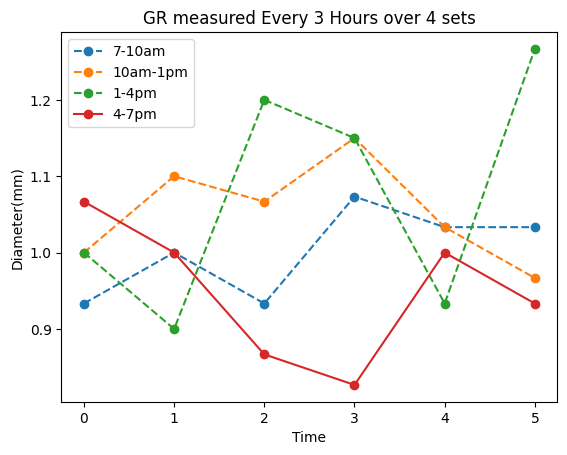 GR measured Every 3 Hours over 4 sets
7-10am
10am-1pm
1-4pm
4-7pm
Diameter(mm)
1.2
1.1
1.0
0.9
0 1 2 3 4 5
Time